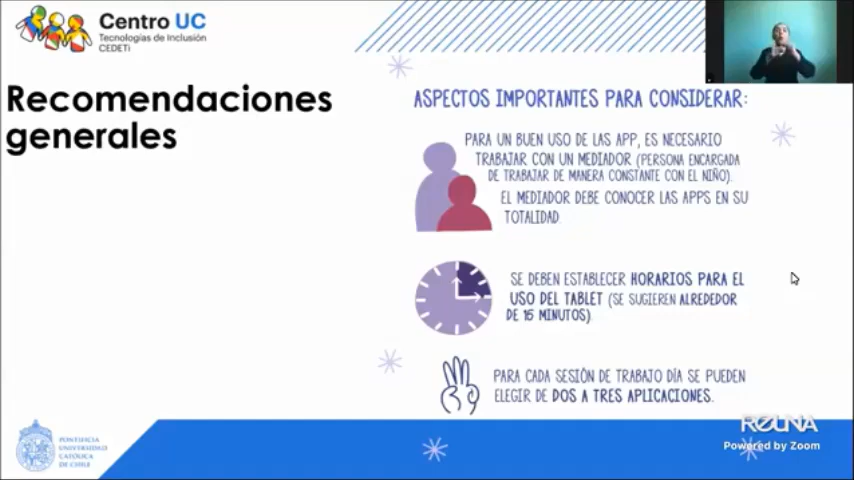 Centro UC
Tecnologías de Inclusión
CEDETi
Recomendaciones
generales
ASPECTOS IMPORTANTES PARA CONSIDERAR:
PARA UN BUEN USO DE LAS APP, ES NECESARIO
TRABAJAR CON UN MEDIADOR (PERSONA ENCARGADA
DE TRABAJAR DE MANERA CONSTANTE CON EL NIÑO).
EL MEDIADOR DEBE CONOCER LAS APPS EN SU
TOTALIDAD
SE DEBEN ESTABLECER HORARIOS PARA EL
USO DEL TABLET (SE SUGIEREN ALREDEDOR
DE 15 MINUTOS)
PARA CADA SESIÓN DE TRABAJO DÍA SE PUEDEN
ELEGIR DE DOS A TRES APLICACIONES.
PONTIFICIA
UNIVERSIDAD
CATÓLICA
DE CHILE
REUNA
Powered by Zoom